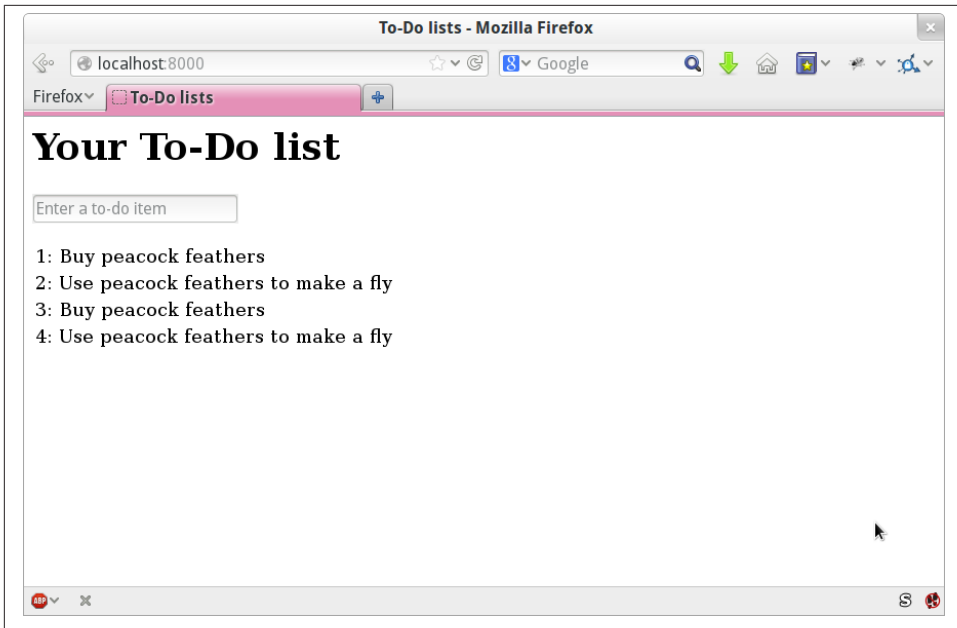 To-Do lists - Mozilla Firefox
localhost:8000
8 Google
Firefox
To-Do lists
Your To-Do list
Enter a to-do item
1: Buy peacock feathers
2: Use peacock feathers to make a fly
3: Buy peacock feathers
4: Use peacock feathers to make a fly
ABP
S